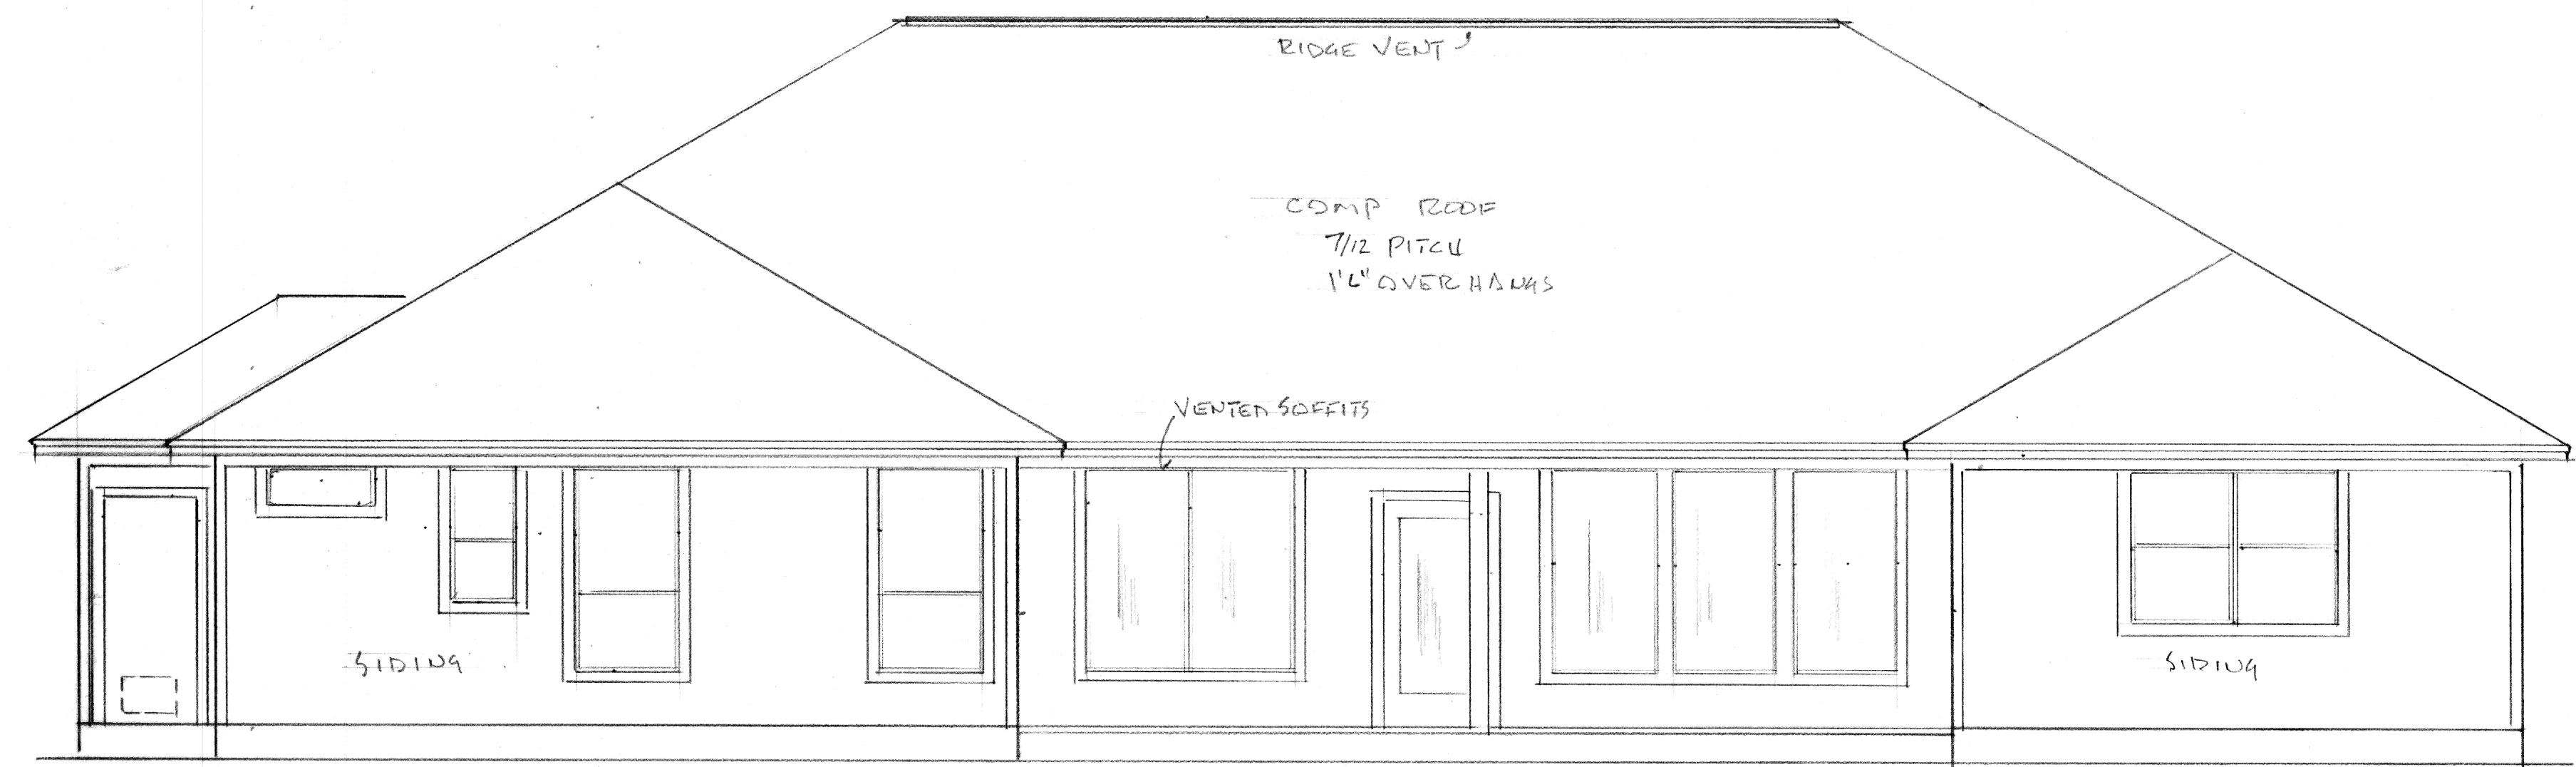 RIDGE VENT
COMP ROOF
7/12 PITCH
1'6" OVERHANGS
VENTED SOFFITS
SIDING
SIDING